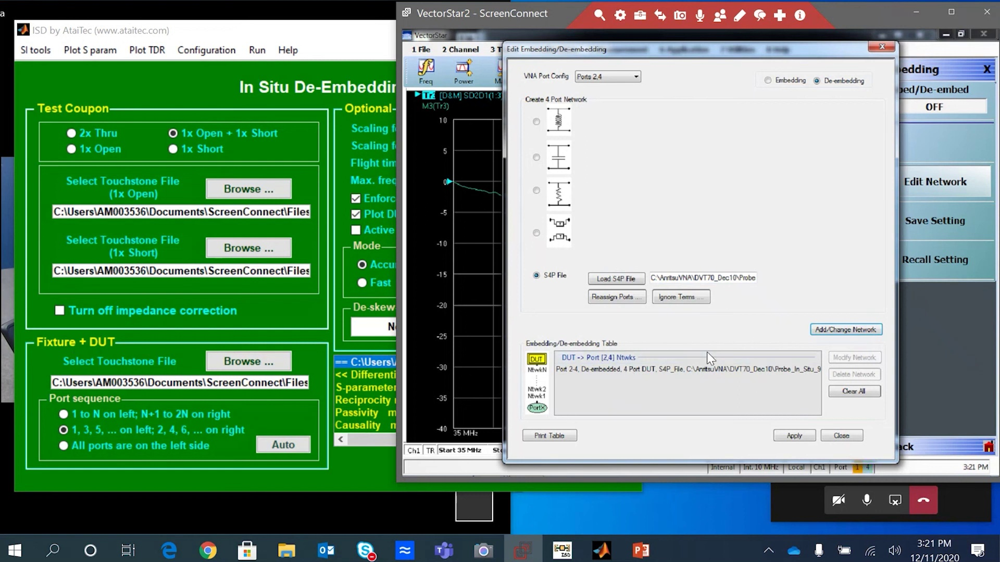 a
ISD by AtaiTec (www.ataitec.com)
SI tools Plot S param Plot TDR Configuration Run Help
In Situ De-Embeddin
Test Coupon
2x Thru 1x Open + 1x Short
1x Open 1x Short
Select Touchstone File
(1x Open)
Browse ...
C:\Users\AM003536\Documents\ScreenConnect\Files
Select Touchstone File
(1x Short)
Browse ...
C:\Users\AM003536\Documents\ScreenConnect\Files
Turn off impedance correction
Fixture + DUT
Select Touchstone File Browse ...
C:\Users\AM003536\Documents\ScreenConnect\Files
Port sequence
1 to N on left; N+1 to 2N on right
1, 3, 5, ... on left; 2, 4, 6, ... on right
All ports are on the left side
Auto
Optional
Scaling f
Scaling f
Flight tim
Max. freq
Enforc
Plot D
Active
Mode
Accu
Fast
De-skew
N
== C:\Users\
<< Differenti
S-parameter
Reciprocity
Passivity m
Causality m
VectorStar2 - ScreenConnect
VectorStar
1 File 2 Channel 3 T
Freq Power M
Tr [D&M] SD2D1(1:3)
M3(Tr3)
10
5
0
-5
-10
-15
-20
-25
-30
-35
-40
35 MHz
Ch1 TR Start 35 MHz
Edit Embedding/De-embedding
VNA Port Config Ports 2,4 Embedding De-embedding
Create 4 Port Network
S4P File Load S4P File C:\AnritsuVNA\DVT70_Dec10\Probe
Reassign Ports .... Ignore Terms ....
Add/Change Network
Embedding/De-embedding Table
DUT
NtwkN
Ntwk2
Ntwk1
PortX
DUT -> Port [2,4] Ntwks
Port 2-4, De-embedded, 4 Port DUT, S4P_File, C:\AnritsuVNA\DVT70_Dec10\Probe_In_Situ_9
Modify Network
Delete Network
Clear All
Print Table Apply Close
edding X
bed/De-embed
OFF
Edit Network
Save Setting
Recall Setting
ack
Internal Int. 10 MHz Local Ch1 Port 1 4 3:21 PM
ISD
3:21 PM
12/11/2020